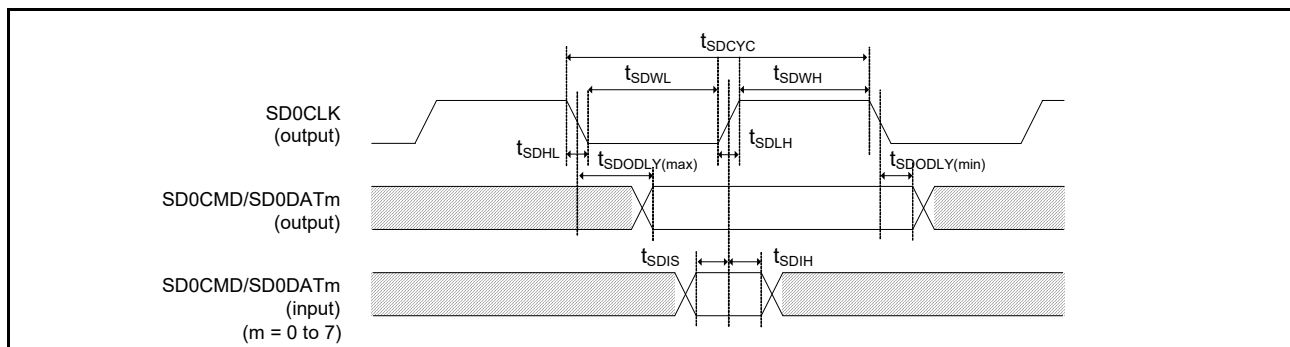 tSDCYC
tSDWL
tSDWH
SD0CLK
(output)
tSDHL
tSDLH
tSDODLY(max)
tSDODLY(min)
SD0CMD/SD0DATm
(output)
tSDIS
tSDIH
SD0CMD/SD0DATm
(input)
(m = 0 to 7)